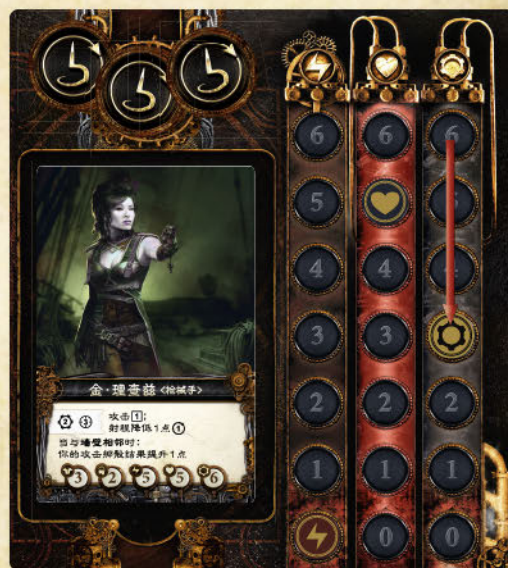 6 6 6
5
4 4
3 3
2 2 2
1 1 1
0 0
金·理查兹 <枪械手>
2 3 攻击1;
射程降低1点1
当与墙壁相邻时:
你的攻击掷骰结果提升1点
3 2 5 5 6